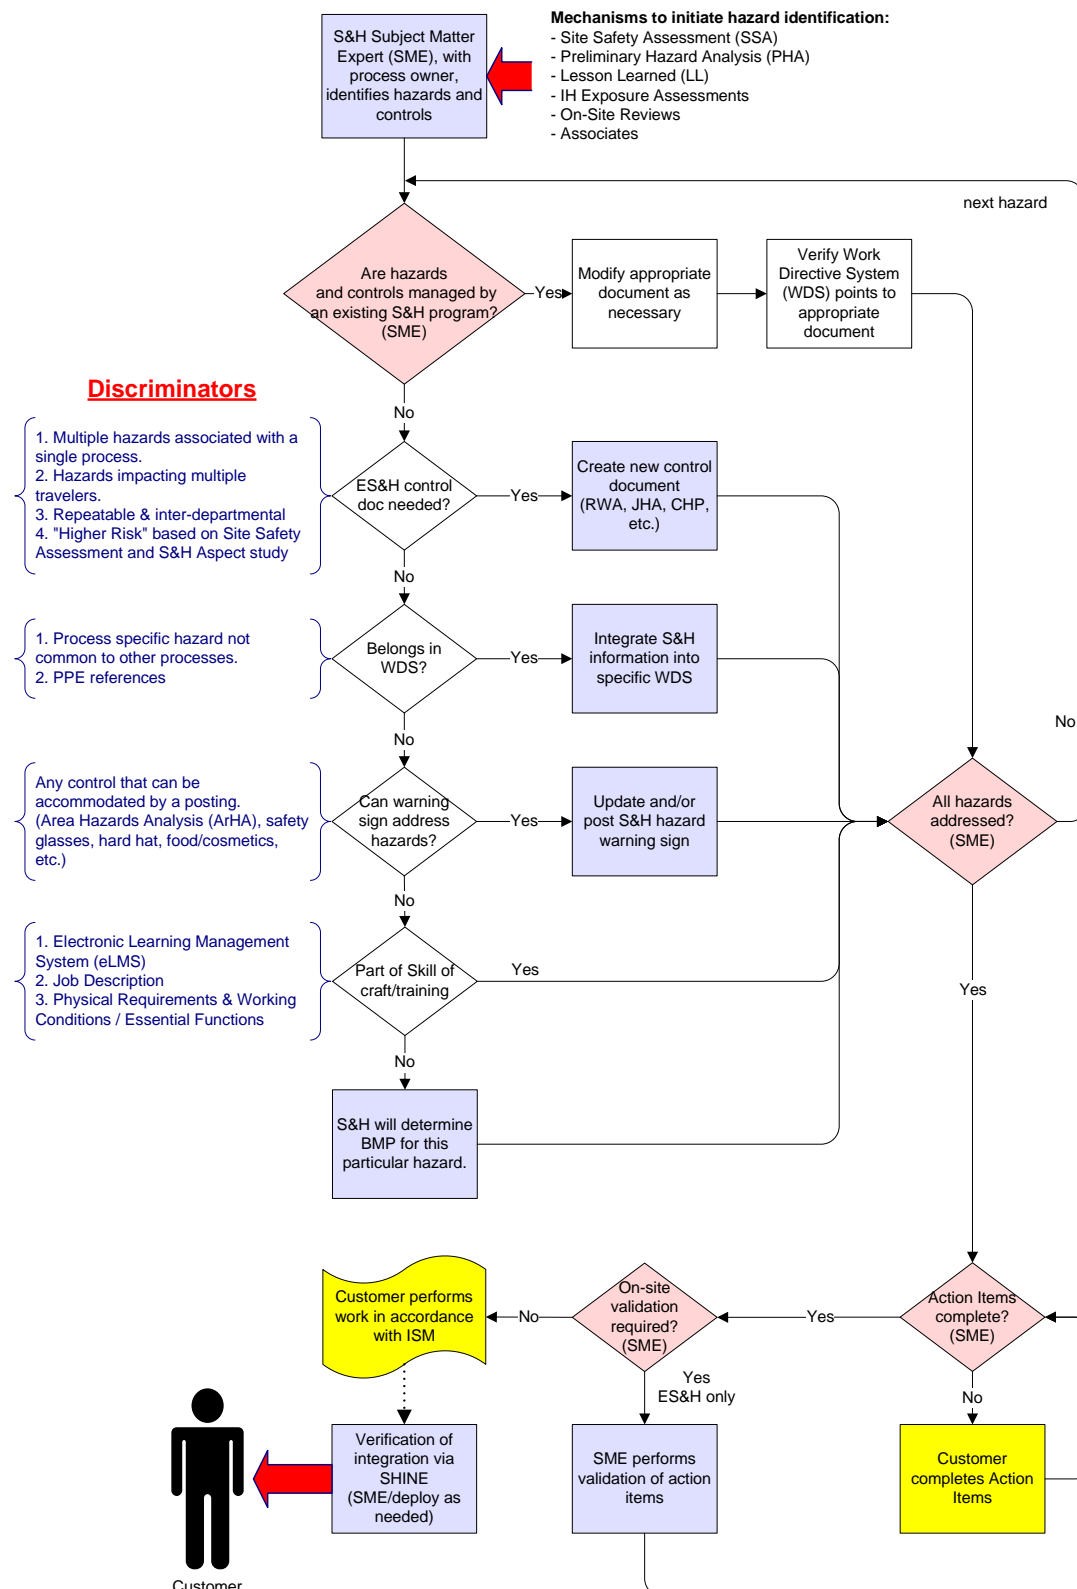 Mechanisms to initiate hazard identification:
- Site Safety Assessment (SSA)
- Preliminary Hazard Analysis (PHA)
- Lesson Learned (LL)
- IH Exposure Assessments
- On-Site Reviews
- Associates
S&H Subject Matter
Expert (SME), with
process owner,
identifies hazards and
controls
next hazard
Are hazards
and controls managed by
an existing S&H program?
(SME)
Yes
Modify appropriate
document as
necessary
Verify Work
Directive System
(WDS) points to
appropriate
document
No
Discriminators
1. Multiple hazards associated with a
single process.
2. Hazards impacting multiple
travelers.
3. Repeatable & inter-departmental
4. "Higher Risk" based on Site Safety
Assessment and S&H Aspect study
ES&H control
doc needed?
Yes
Create new control
document
(RWA, JHA, CHP,
etc.)
No
1. Process specific hazard not
common to other processes.
2. PPE references
Belongs in
WDS?
Yes
Integrate S&H
information into
specific WDS
No
No
Any control that can be
accommodated by a posting.
(Area Hazards Analysis (ArHA), safety
glasses, hard hat, food/cosmetics,
etc.)
Can warning
sign address
hazards?
Yes
Update and/or
post S&H hazard
warning sign
All hazards
addressed?
(SME)
No
1. Electronic Learning Management
System (eLMS)
2. Job Description
3. Physical Requirements & Working
Conditions / Essential Functions
Part of Skill of
craft/training
Yes
Yes
No
S&H will determine
BMP for this
particular hazard.
Customer performs
work in accordance
with ISM
No
On-site
validation
required?
(SME)
Yes
Action Items
complete?
(SME)
Yes
ES&H only
No
Verification of
integration via
SHINE
(SME/deploy as
needed)
SME performs
validation of action
items
Customer
completes Action
Items
Customer